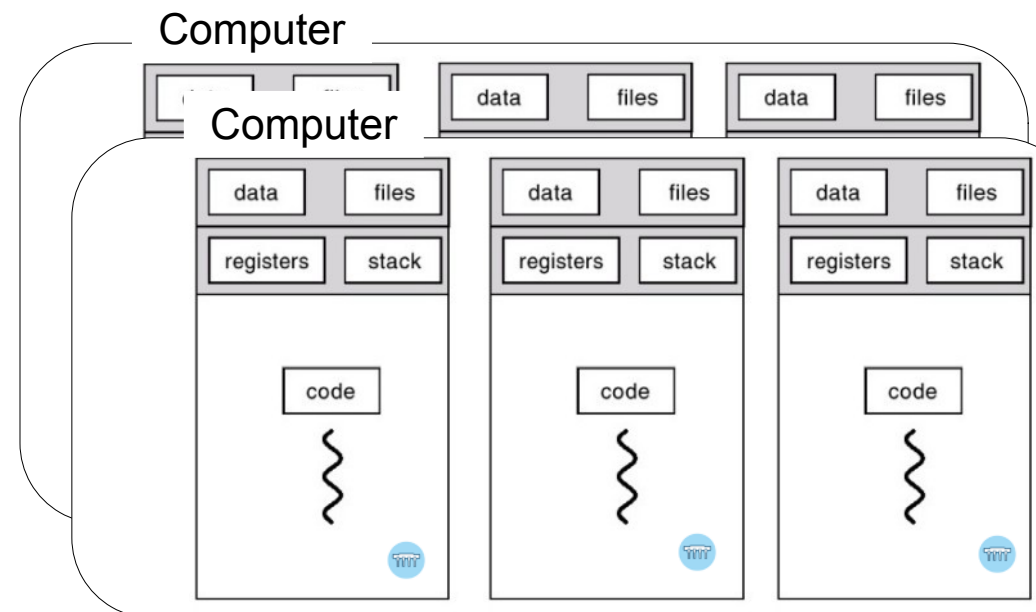 Computer
data files data files
Computer
data files data files data files
registers stack registers stack registers stack
code code code